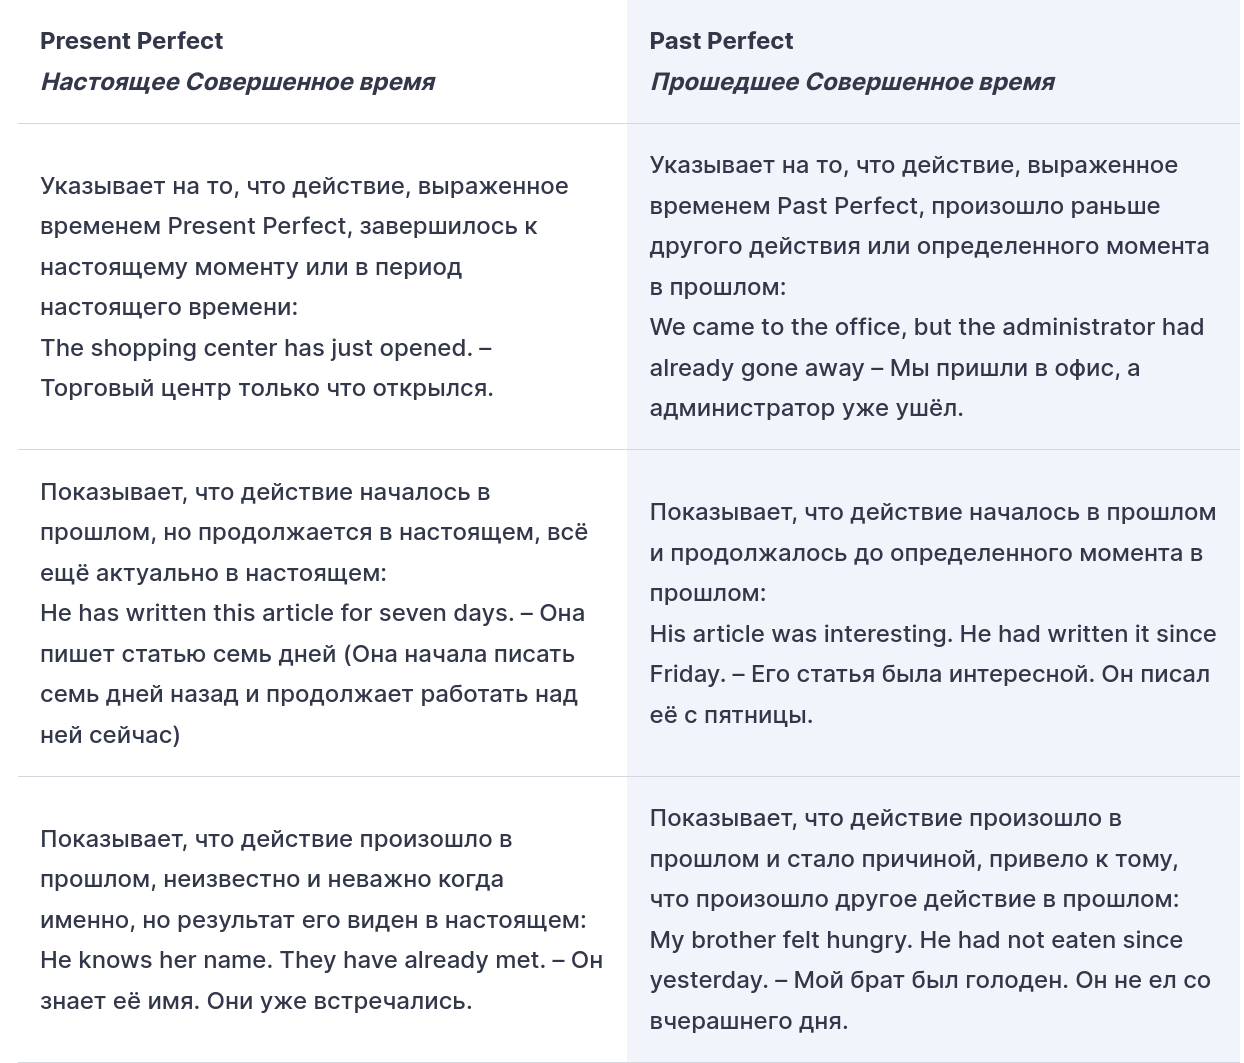 Present Perfect
Настоящее Совершенное время
Past Perfect
Прошедшее Совершенное время
Указывает на то, что действие, выраженное
временем Present Perfect, завершилось к
настоящему моменту или в период
настоящего времени:
The shopping center has just opened. –
Торговый центр только что открылся.
Указывает на то, что действие, выраженное
временем Past Perfect, произошло раньше
другого действия или определенного момента
в прошлом:
We came to the office, but the administrator had
already gone away – Мы пришли в офис, а
администратор уже ушёл.
Показывает, что действие началось в
прошлом, но продолжается в настоящем, всё
ещё актуально в настоящем:
He has written this article for seven days. – Она
пишет статью семь дней (Она начала писать
семь дней назад и продолжает работать над
ней сейчас)
Показывает, что действие началось в прошлом
и продолжалось до определенного момента в
прошлом:
His article was interesting. He had written it since
Friday. – Его статья была интересной. Он писал
её с пятницы.
Показывает, что действие произошло в
прошлом, неизвестно и неважно когда
именно, но результат его виден в настоящем:
He knows her name. They have already met. – Он
знает её имя. Они уже встречались.
Показывает, что действие произошло в
прошлом и стало причиной, привело к тому,
что произошло другое действие в прошлом:
My brother felt hungry. He had not eaten since
yesterday. – Мой брат был голоден. Он не ел со
вчерашнего дня.